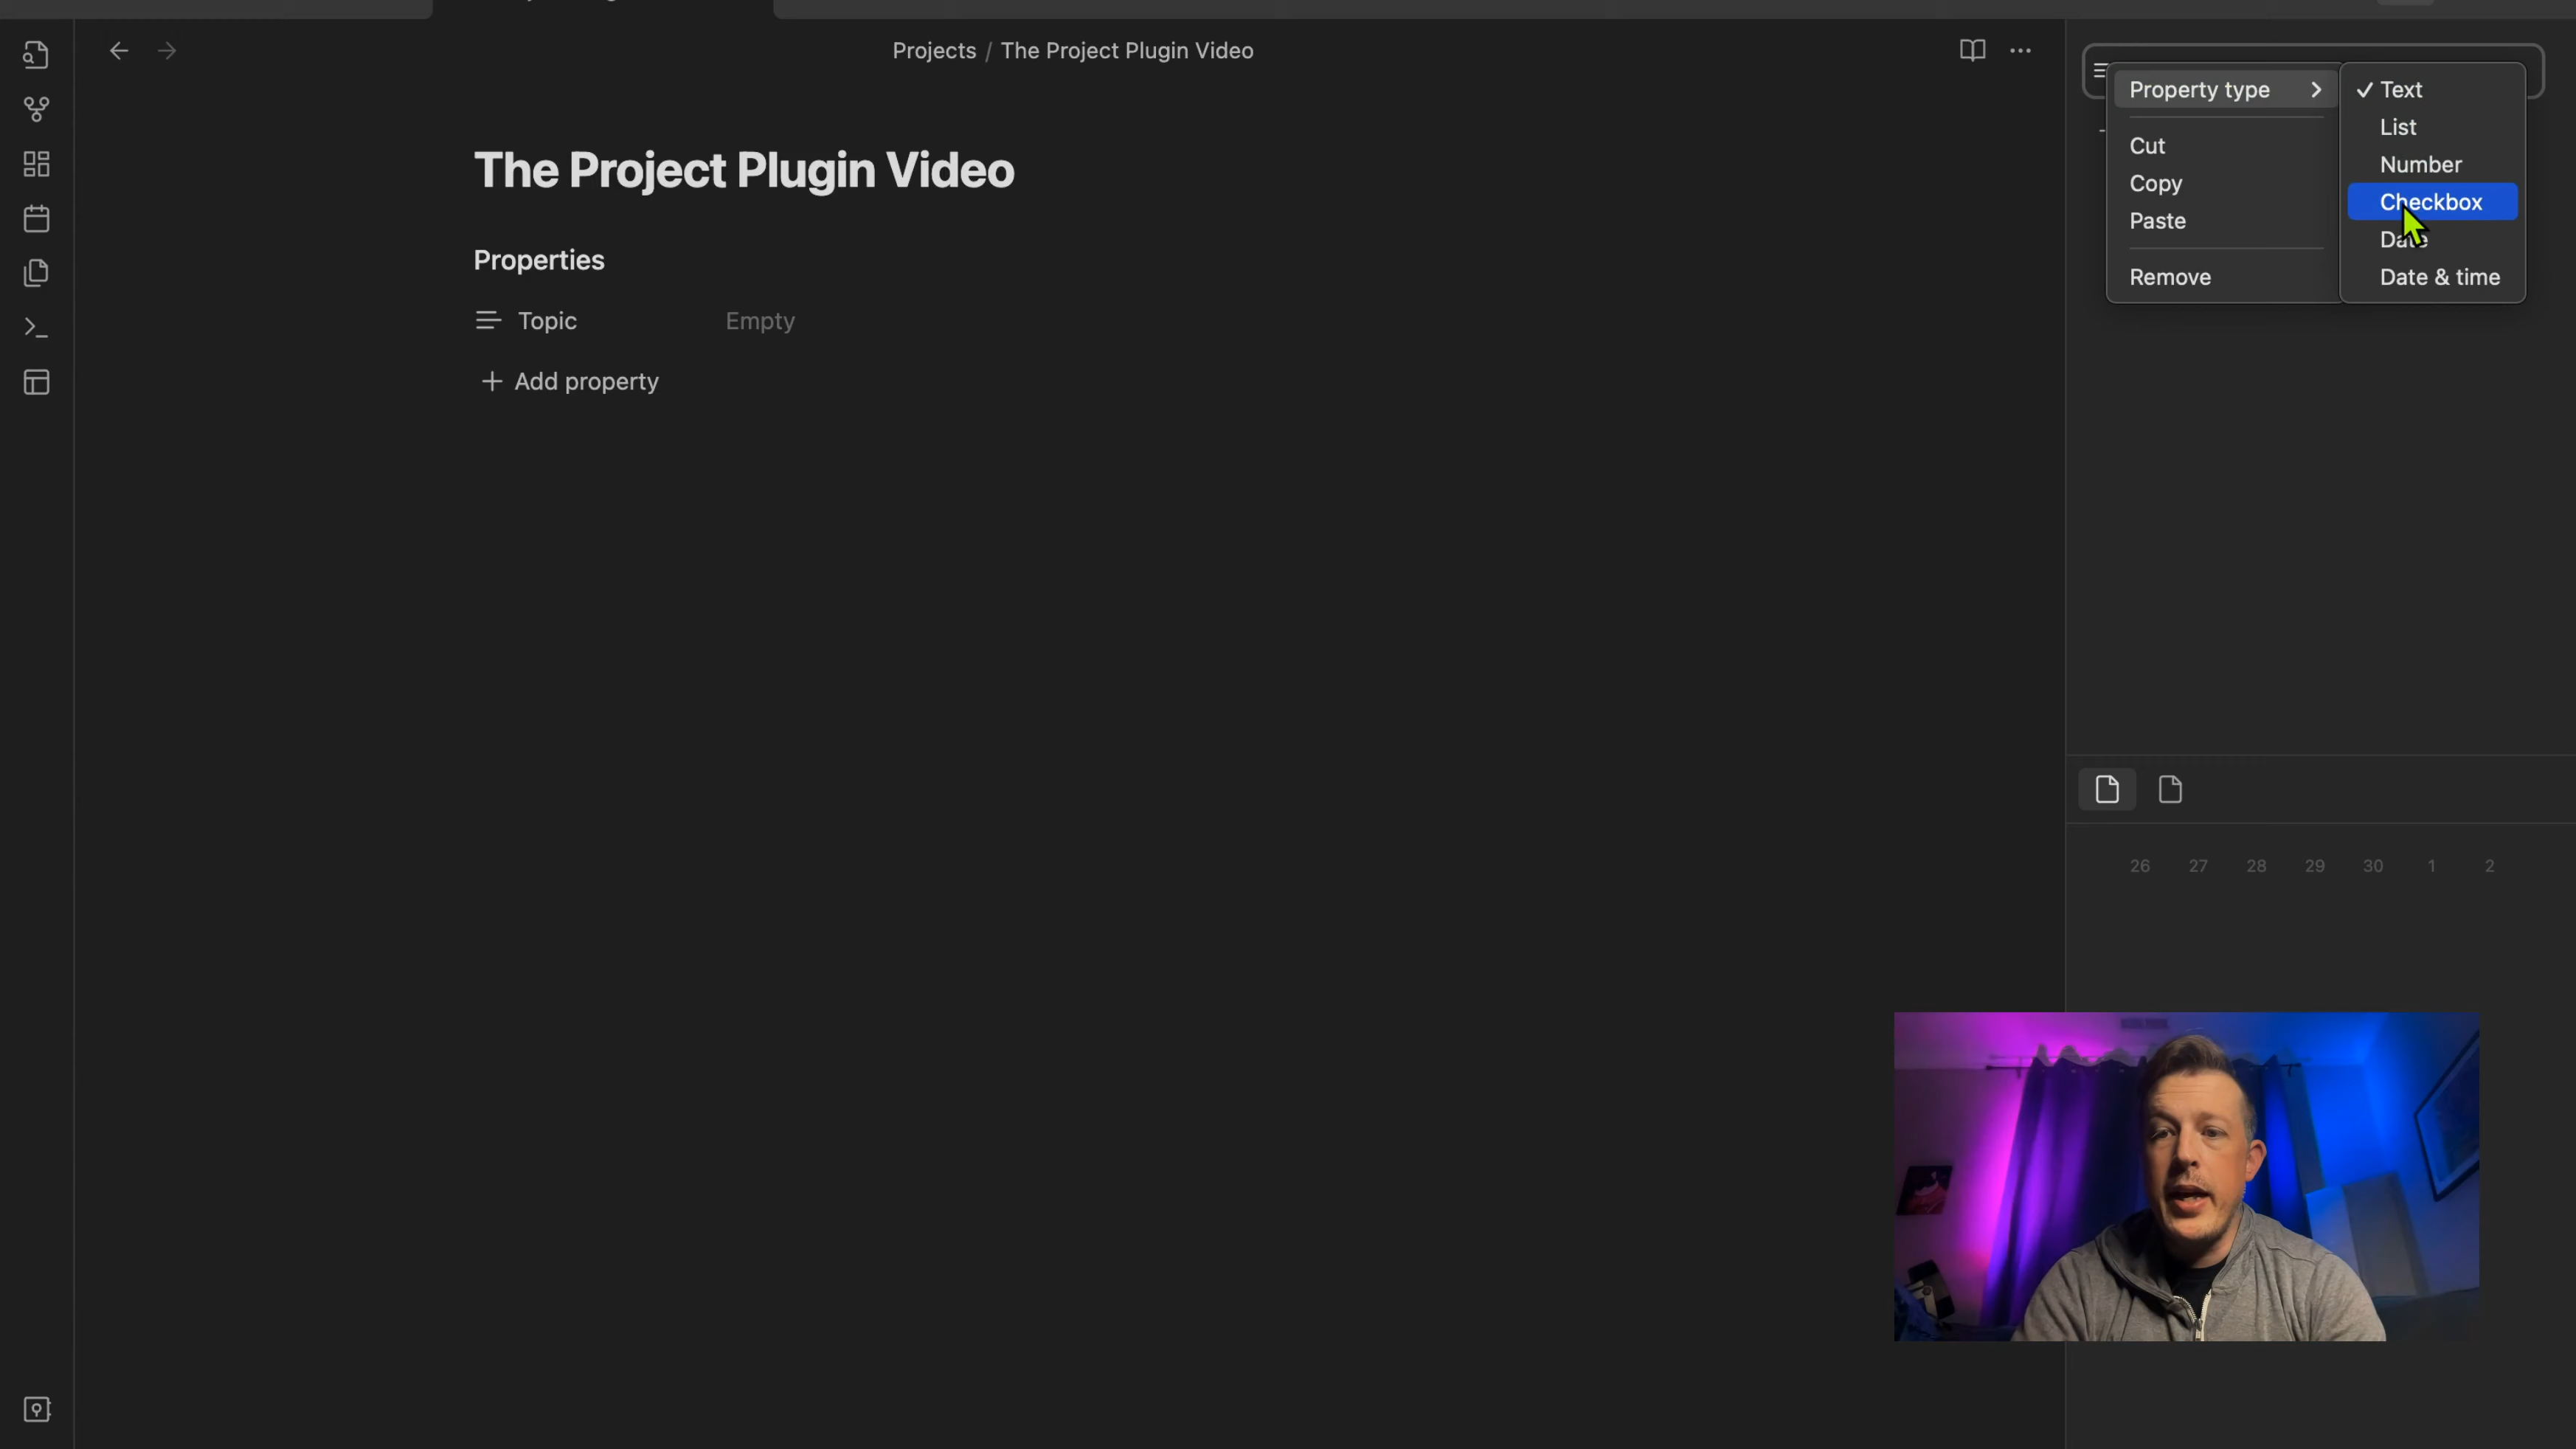 Projects / The Project Plugin Video
The Project Plugin Video
Properties
Topic Empty
Add property
Property type
Cut
Copy
Paste
Remove
Text
List
Number
Checkbox
Date
Date & time
26 27 28 29 30 1 2